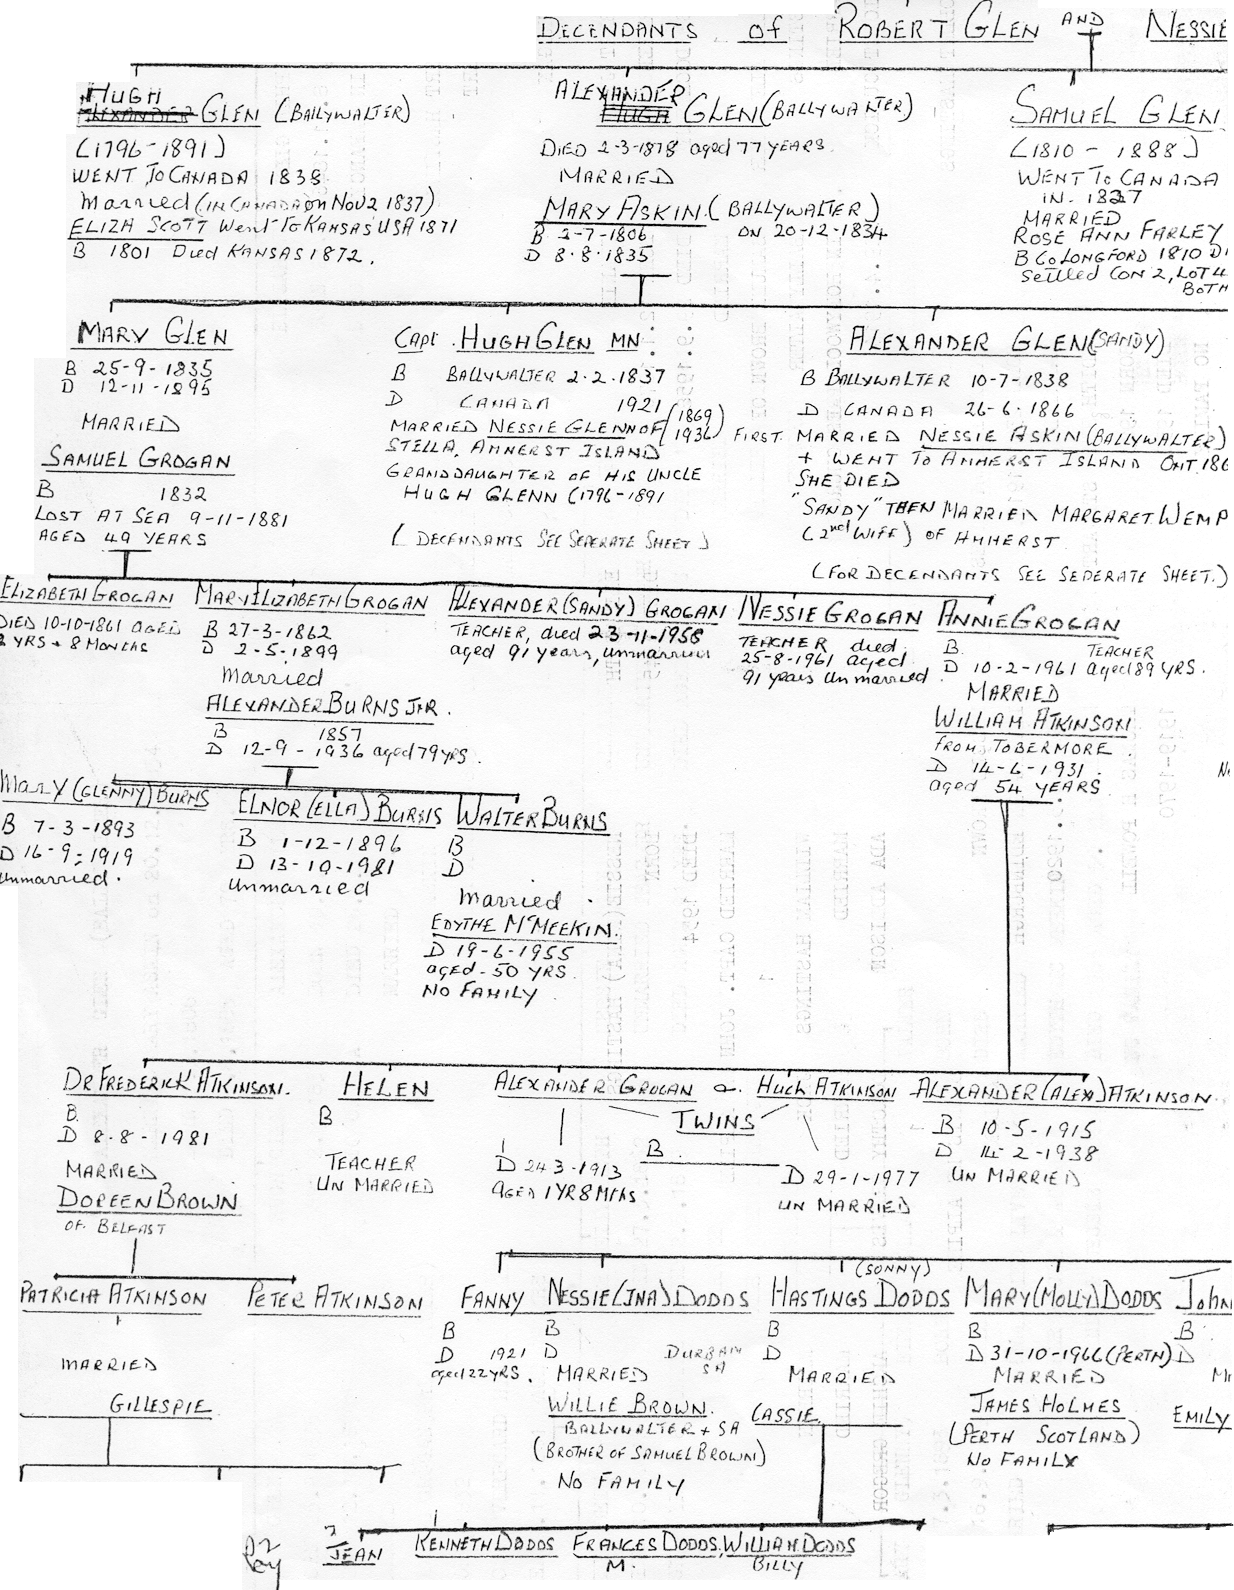 DECENDANTS of ROBERT GLEN AND NESSIE
HUGH
ALEXANDER GLEN (BALLYWALTER)
(1796-1891)
WENT TO CANADA 1838
Married (IN CANADA ON NOV 2 1837)
ELIZA SCOTT Went To KANSAS USA 1871
B 1801 Died KANSAS 1872.
ALEXANDER
HUGH GLEN (BALLYWALTER)
DIED 2-3-1878 aged 77 YEARS
MARRIED
MARY ASKIN (BALLYWALTER)
B 2-7-1806 ON 20-12-1834
D 8.8.1835
SAMUEL GLEN
(1810 - 1888)
WENT TO CANADA
IN. 1827
MARRIED
ROSE ANN FARLEY
B CO LONGFORD 1810 D
Settled CON 2, LOT 4
BOTH
MARY GLEN
B 25-9-1835
D 12-11-1895
MARRIED
SAMUEL GROGAN
B 1832
LOST AT SEA 9-11-1881
AGED 49 YEARS
Capt. HUGH GLEN MN
B BALLYWALTER 2.2.1837
D CANADA 1921
MARRIED NESSIE GLENN OF (1869 1936)
STELLA, AMHERST ISLAND
GRANDDAUGHTER OF HIS UNCLE
HUGH GLENN (1796-1891
( DECENDANTS SEE SEPERATE SHEET )
ALEXANDER GLEN (SANDY)
B BALLYWALTER 10-7-1838
D CANADA 26-6.1866
FIRST MARRIED NESSIE ASKIN (BALLYWALTER)
+ WENT TO AMHERST ISLAND ONT 186
SHE DIED
"SANDY" THEN MARRIED MARGARET WEMP
(2nd WIFE) OF AMHERST
(FOR DECENDANTS SEE SEPERATE SHEET.)
ELIZABETH GROGAN
DIED 10-10-1861 AGED
2 YRS + 8 MONTHS
MARY ELIZABETH GROGAN
B 27-3-1862
D 2-5-1899
married
ALEXANDER BURNS JNR.
B 1857
D 12-9-1936 aged 79 yrs.
ALEXANDER (SANDY) GROGAN
TEACHER, died 23-11-1958
aged 91 years, unmarried
NESSIE GROGAN
TEACHER died
25-8-1961 aged
91 years Unmarried
ANNIE GROGAN
B. TEACHER
D 10-2-1961 aged 89 YRS.
MARRIED
WILLIAM ATKINSON
FROM TOBERMORE.
D 14-6-1931.
aged 54 YEARS
Mary (GLENNY) BURNS
B 7-3-1893
D 16-9-1919
Unmarried.
ELNOR (ELLA) BURNS
B 1-12-1896
D 13-10-1981
Unmarried
WALTER BURNS
B
D
married.
EDYTHE McMEEKIN.
D 19-6-1955
aged-50 YRS.
NO FAMILY
DR FREDERICK ATKINSON.
B.
D 8.8-1981
MARRIED
DOREEN BROWN
OF BELFAST
HELEN
B
TEACHER
UN MARRIED
ALEXANDER GROGAN & HUGH ATKINSON
TWINS
B
D 24 3-1913
AGED 1 YR 8 MTHS
D 29-1-1977
UN MARRIED
ALEXANDER (ALEX) ATKINSON
B 10-5-1915
D 14-2-1938
UN MARRIED
PATRICIA ATKINSON
MARRIED
GILLESPIE
PETER ATKINSON
FANNY
B
D 1921
aged 22 YRS.
NESSIE (INA) DODDS
B
D DURBAN
SA
MARRIED
WILLIE BROWN.
BALLYWALTER + SA
(BROTHER OF SAMUEL BROWN)
NO FAMILY
(SONNY)
HASTINGS DODDS
B
D
MARRIED
CASSIE
MARY (MOLLY) DODDS
B
D 31-10-1966 (PERTH)
MARRIED
JAMES HOLMES
(PERTH SCOTLAND)
NO FAMILY
John
B
D
EMILY
JEAN
KENNETH DODDS
FRANCES DODDS,
M.
WILLIAM DODDS
BILLY